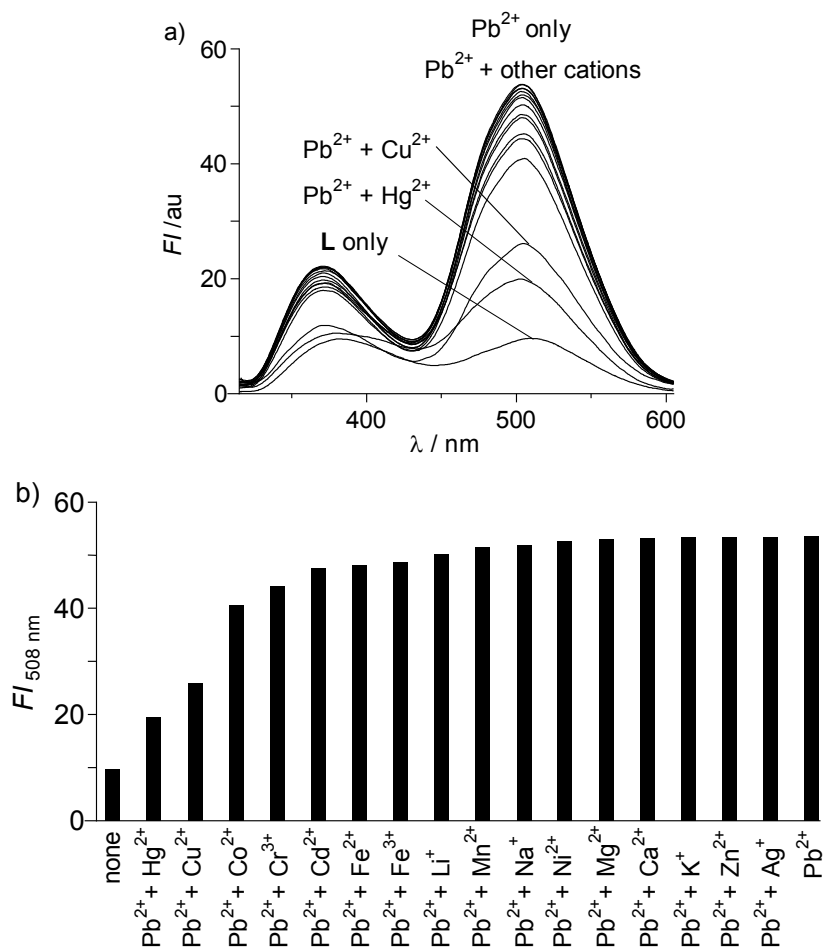 a)
Pb²⁺ only
Pb²⁺ + other cations
Pb²⁺ + Cu²⁺
Pb²⁺ + Hg²⁺
L only
FI /au
60
40
20
0
400
500
600
λ / nm
b)
FI 508 nm
60
40
20
0
none
Pb²⁺ + Hg²⁺
Pb²⁺ + Cu²⁺
Pb²⁺ + Co²⁺
Pb²⁺ + Cr³⁺
Pb²⁺ + Cd²⁺
Pb²⁺ + Fe²⁺
Pb²⁺ + Fe³⁺
Pb²⁺ + Li⁺
Pb²⁺ + Mn²⁺
Pb²⁺ + Na⁺
Pb²⁺ + Ni²⁺
Pb²⁺ + Mg²⁺
Pb²⁺ + Ca²⁺
Pb²⁺ + K⁺
Pb²⁺ + Zn²⁺
Pb²⁺ + Ag⁺
Pb²⁺